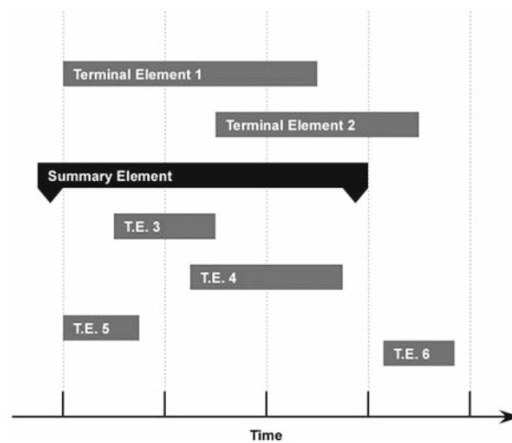 Terminal Element 1
Terminal Element 2
Summary Element
T.E. 3
T.E. 4
T.E. 5
T.E. 6
Time